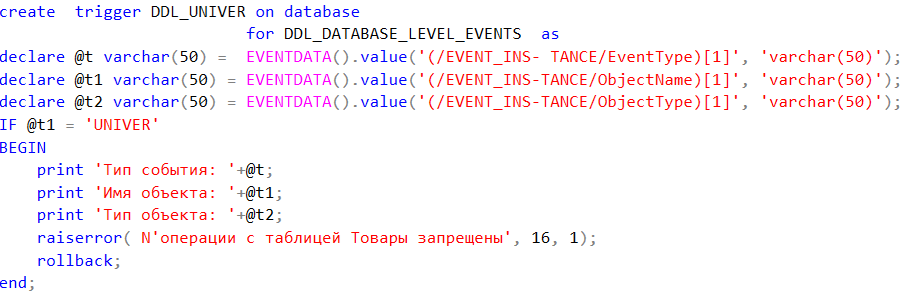 create  trigger DDL_UNIVER on database
for DDL_DATABASE_LEVEL_EVENTS  as
declare @t varchar(50) =  EVENTDATA().value('(/EVENT_INS- TANCE/EventType)[1]', 'varchar(50)');
declare @t1 varchar(50) = EVENTDATA().value('(/EVENT_INS-TANCE/ObjectName)[1]', 'varchar(50)');
declare @t2 varchar(50) = EVENTDATA().value('(/EVENT_INS-TANCE/ObjectType)[1]', 'varchar(50)');
IF @t1 = 'UNIVER'
BEGIN
print 'Тип события: '+@t;
print 'Имя объекта: '+@t1;
print 'Тип объекта: '+@t2;
raiserror( N'операции с таблицей Товары запрещены', 16, 1);
rollback;
end;